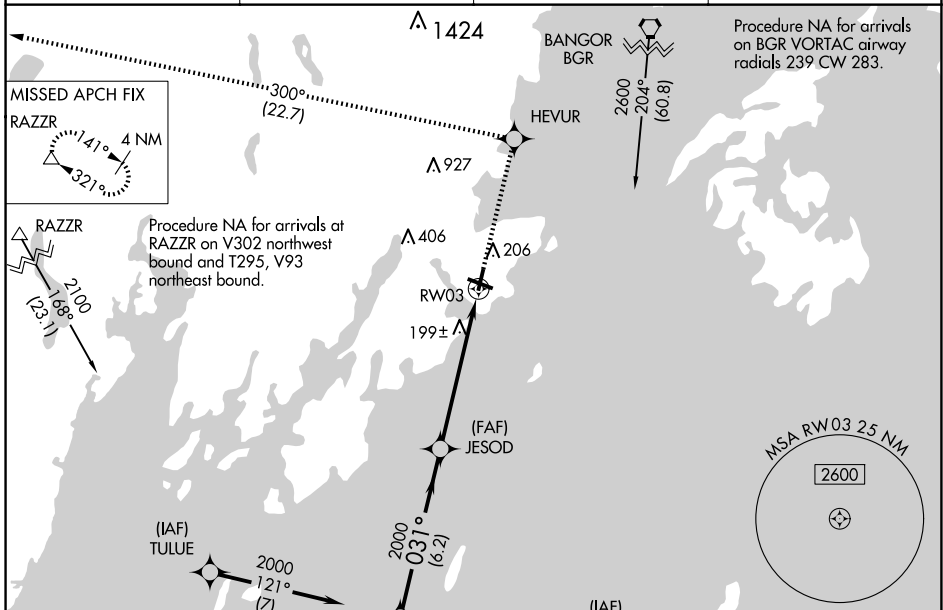 1424
BANGOR
BGR
Procedure NA for arrivals
on BGR VORTAC airway
radials 239 CW 283.
2600
204°
(60.8)
300°
(22.7)
HEVUR
MISSED APCH FIX
RAZZR
141°
4 NM
321°
927
RAZZR
Procedure NA for arrivals at
RAZZR on V302 northwest
bound and T295, V93
northeast bound.
406
206
2100
168°
(23.1)
RW03
199±
(FAF)
JESOD
MSA RW03 25 NM
2600
(IAF)
TULUE
2000
031°
(6.2)
2000
121°
(7)
(IAF)